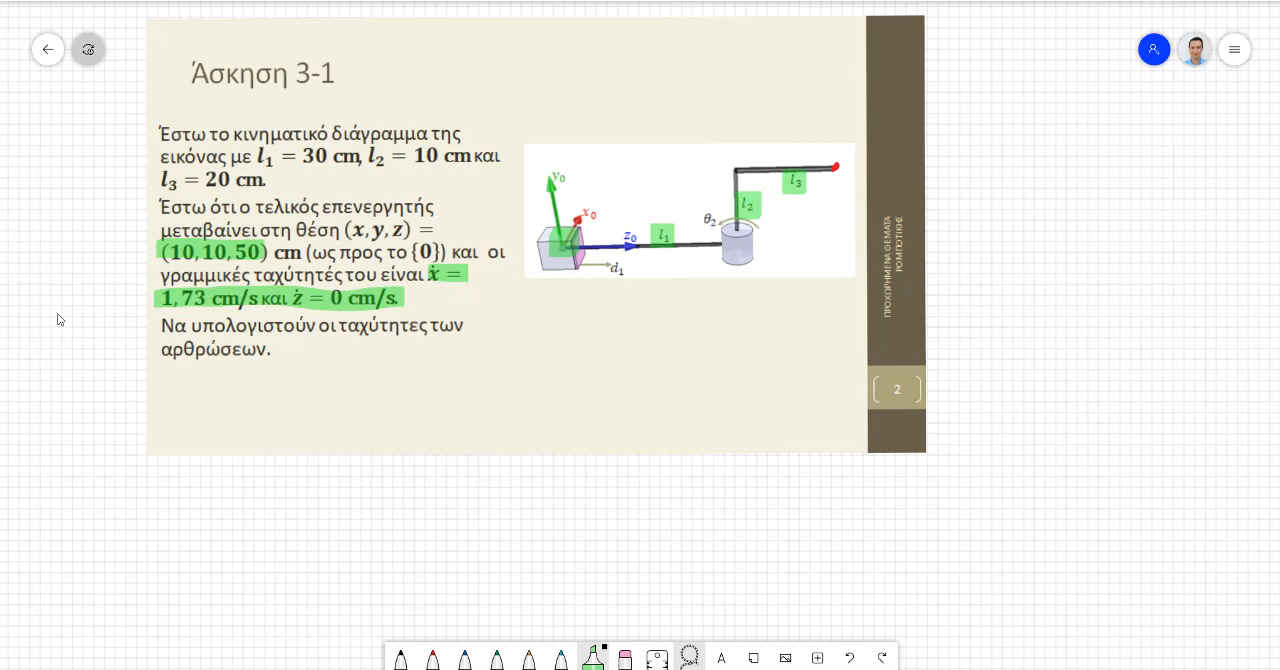 Άσκηση 3-1
Έστω το κινηματικό διάγραμμα της
εικόνας με l₁ = 30 cm, l₂ = 10 cm και
l₃ = 20 cm.
Έστω ότι ο τελικός επενεργητής
μεταβαίνει στη θέση (x, y, z) =
(10, 10, 50) cm (ως προς το {0}) και οι
γραμμικές ταχύτητές του είναι ẋ =
1, 73 cm/s και ż = 0 cm/s.
Να υπολογιστούν οι ταχύτητες των
αρθρώσεων.
y₀
x₀
z₀
l₁
d₁
θ₂
l₂
l₃
ΠΡΟΧΩΡΗΜΕΝΑ ΘΕΜΑΤΑ
ΡΟΜΠΟΤΙΚΗΣ
2
A